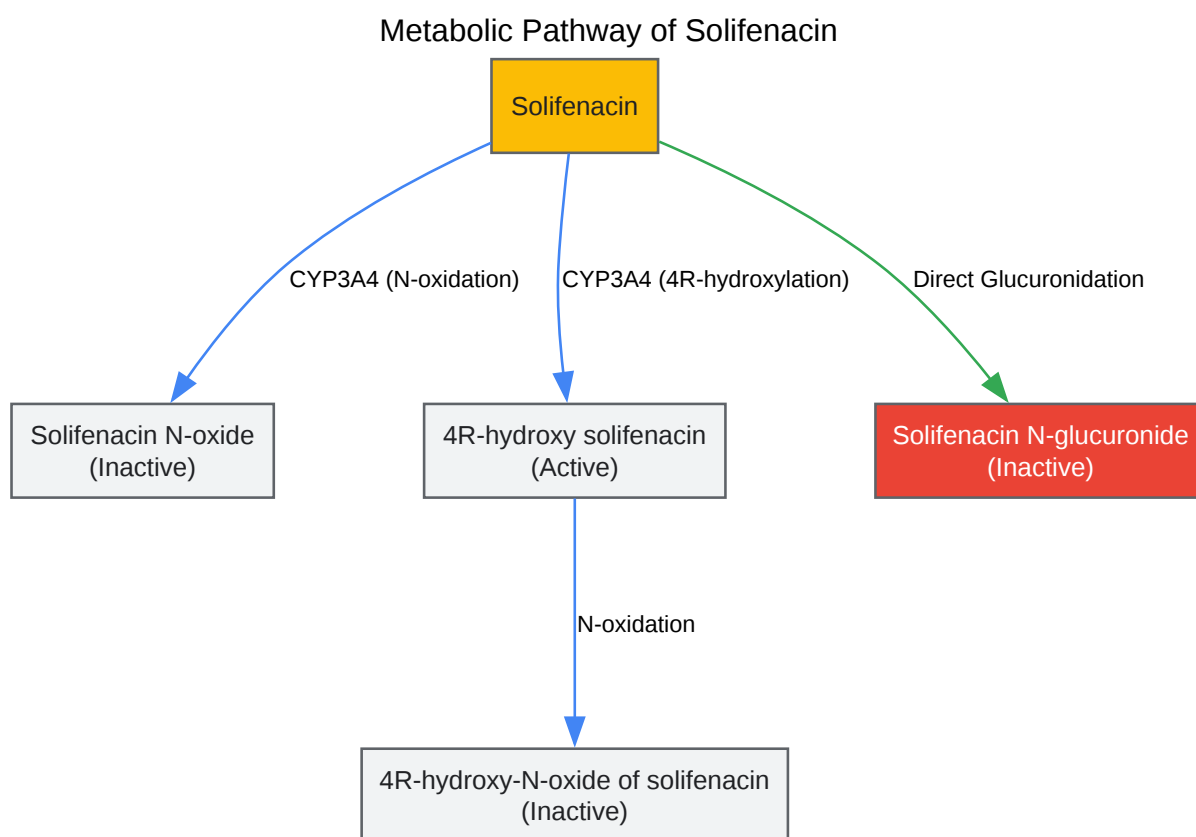 Metabolic Pathway of Solifenacin
Solifenacin
CYP3A4 (N-oxidation)
CYP3A4 (4R-hydroxylation)
Direct Glucuronidation
Solifenacin N-oxide
(Inactive)
4R-hydroxy solifenacin
(Active)
Solifenacin N-glucuronide
(Inactive)
N-oxidation
4R-hydroxy-N-oxide of solifenacin
(Inactive)